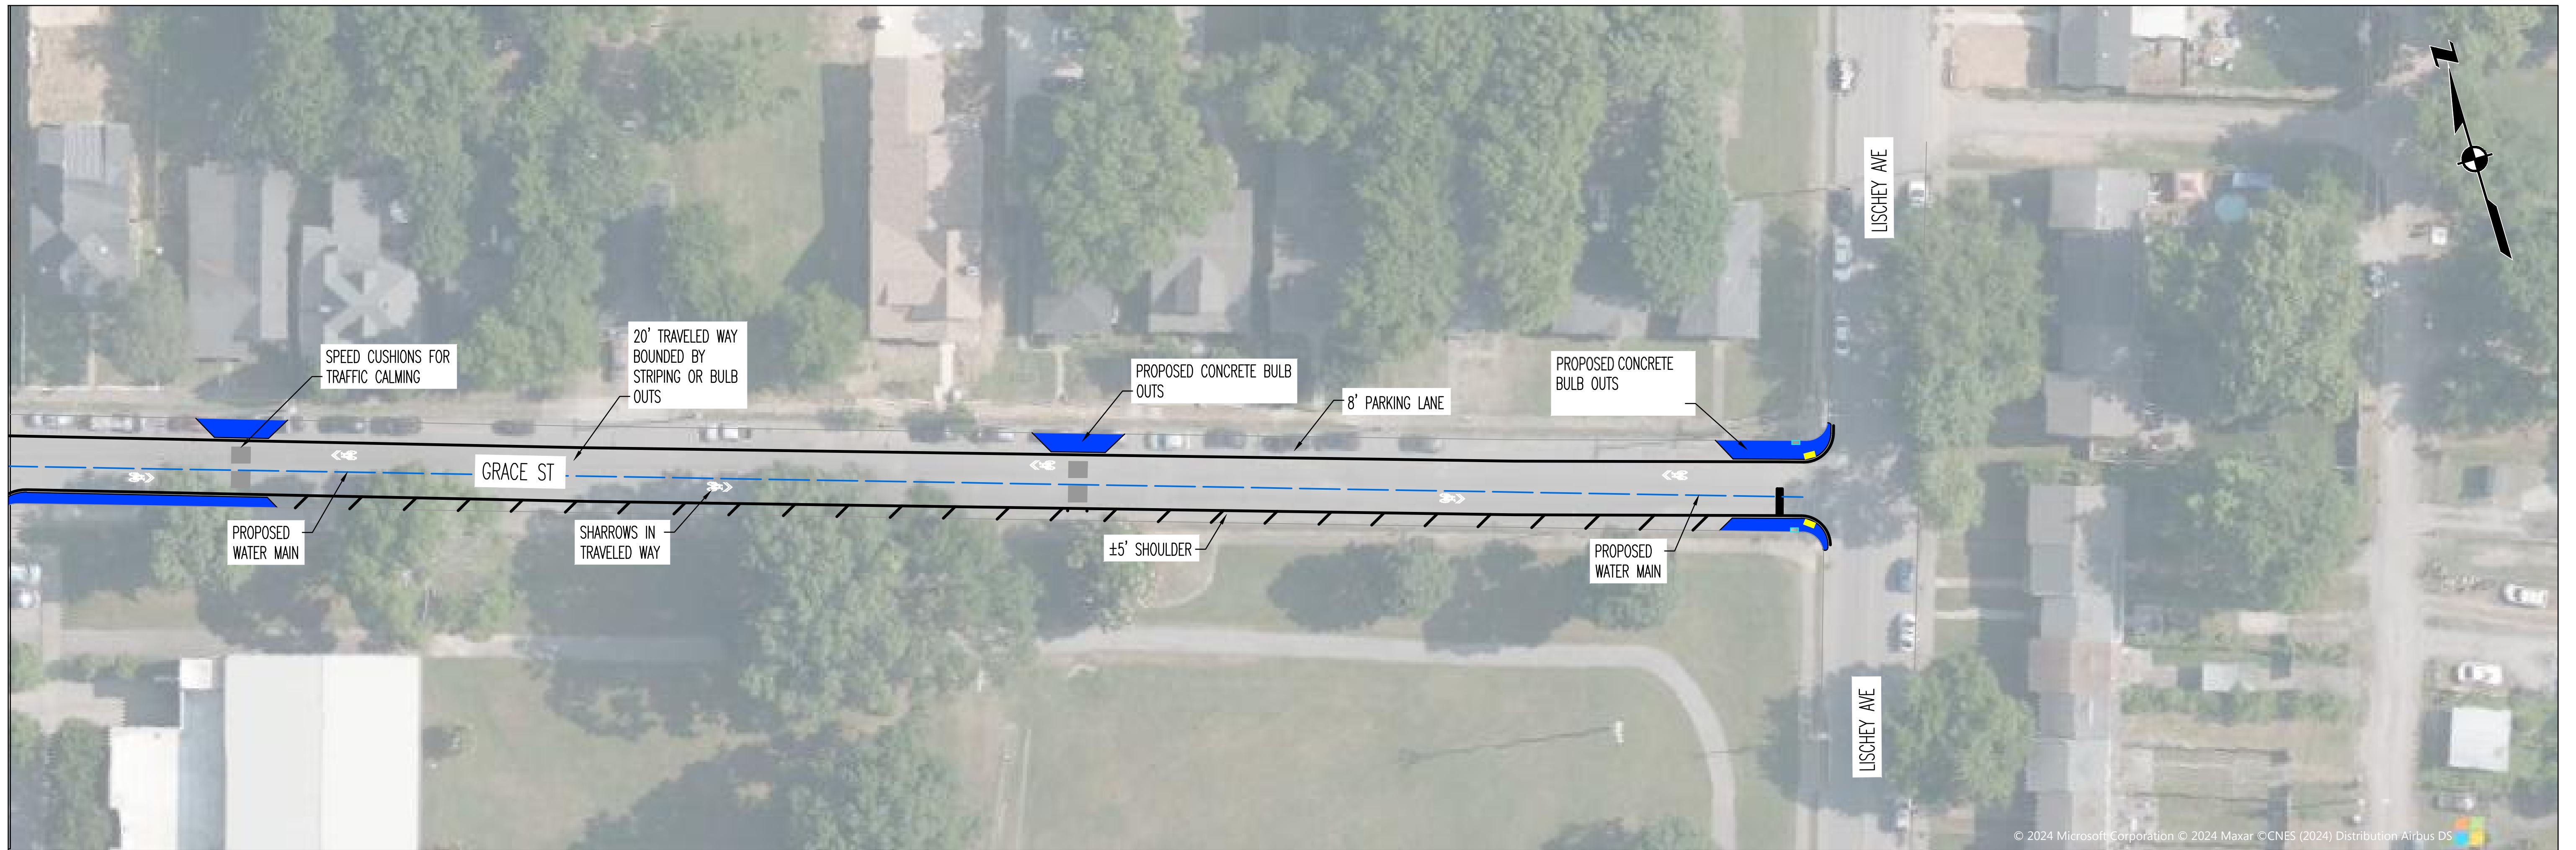 N
LISCHEY AVE
SPEED CUSHIONS FOR
TRAFFIC CALMING
20' TRAVELED WAY
BOUNDED BY
STRIPING OR BULB
OUTS
PROPOSED CONCRETE BULB
OUTS
8' PARKING LANE
PROPOSED CONCRETE
BULB OUTS
GRACE ST
PROPOSED
WATER MAIN
SHARROWS IN
TRAVELED WAY
±5' SHOULDER
PROPOSED
WATER MAIN
LISCHEY AVE
© 2024 Microsoft Corporation © 2024 Maxar ©CNES (2024) Distribution Airbus DS